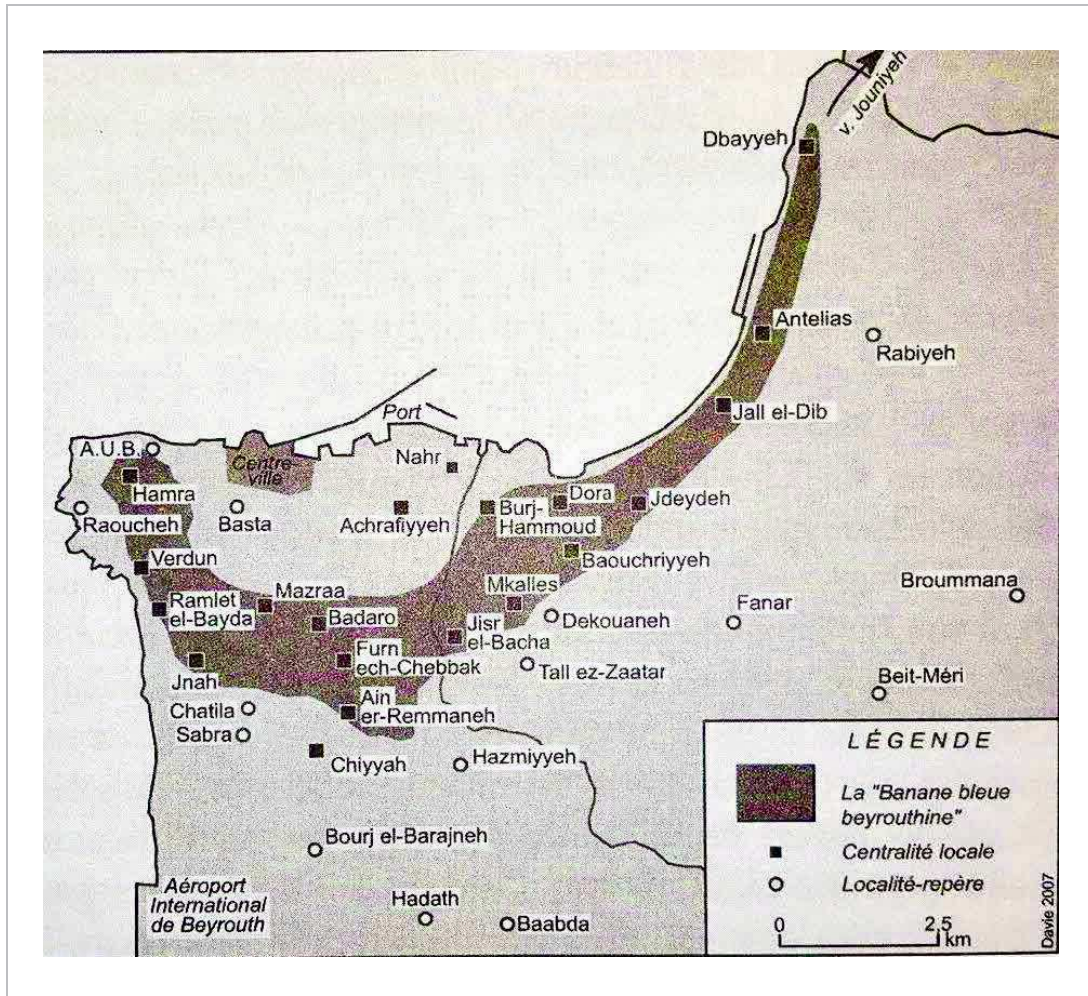 v. Jouniyeh
Dbayyeh
Antelias
Rabiyeh
Jall el-Dib
Port
A.U.B.
Centre-
ville
Nahr
Hamra
Raoucheh
Basta
Achrafiyyeh
Burj-
Hammoud
Dora
Jdeydeh
Verdun
Baouchriyyeh
Ramlet
el-Bayda
Mazraa
Badaro
Mkalles
Dekouaneh
Fanar
Broummana
Jisr
el-Bacha
Furn
ech-Chebbak
Jnah
Tall ez-Zaatar
Beit-Méri
Chatila
Sabra
Ain
er-Remmaneh
Chiyyah
Hazmiyyeh
Bourj el-Barajneh
Aéroport
International
de Beyrouth
Hadath
Baabda
LÉGENDE
La "Banane bleue
beyrouthine"
Centralité locale
Localité-repère
0 2,5
km
Davie 2007